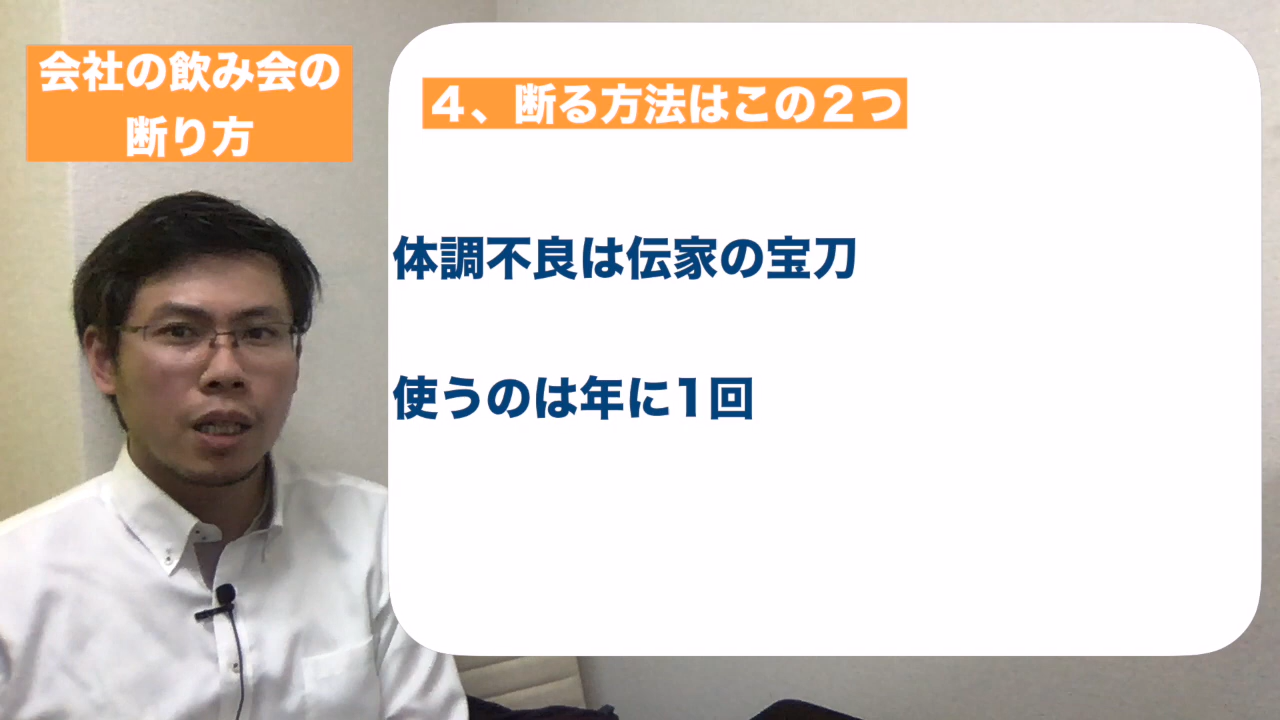 会社の飲み会の
断り方
４、断る方法はこの２つ
体調不良は伝家の宝刀
使うのは年に1回